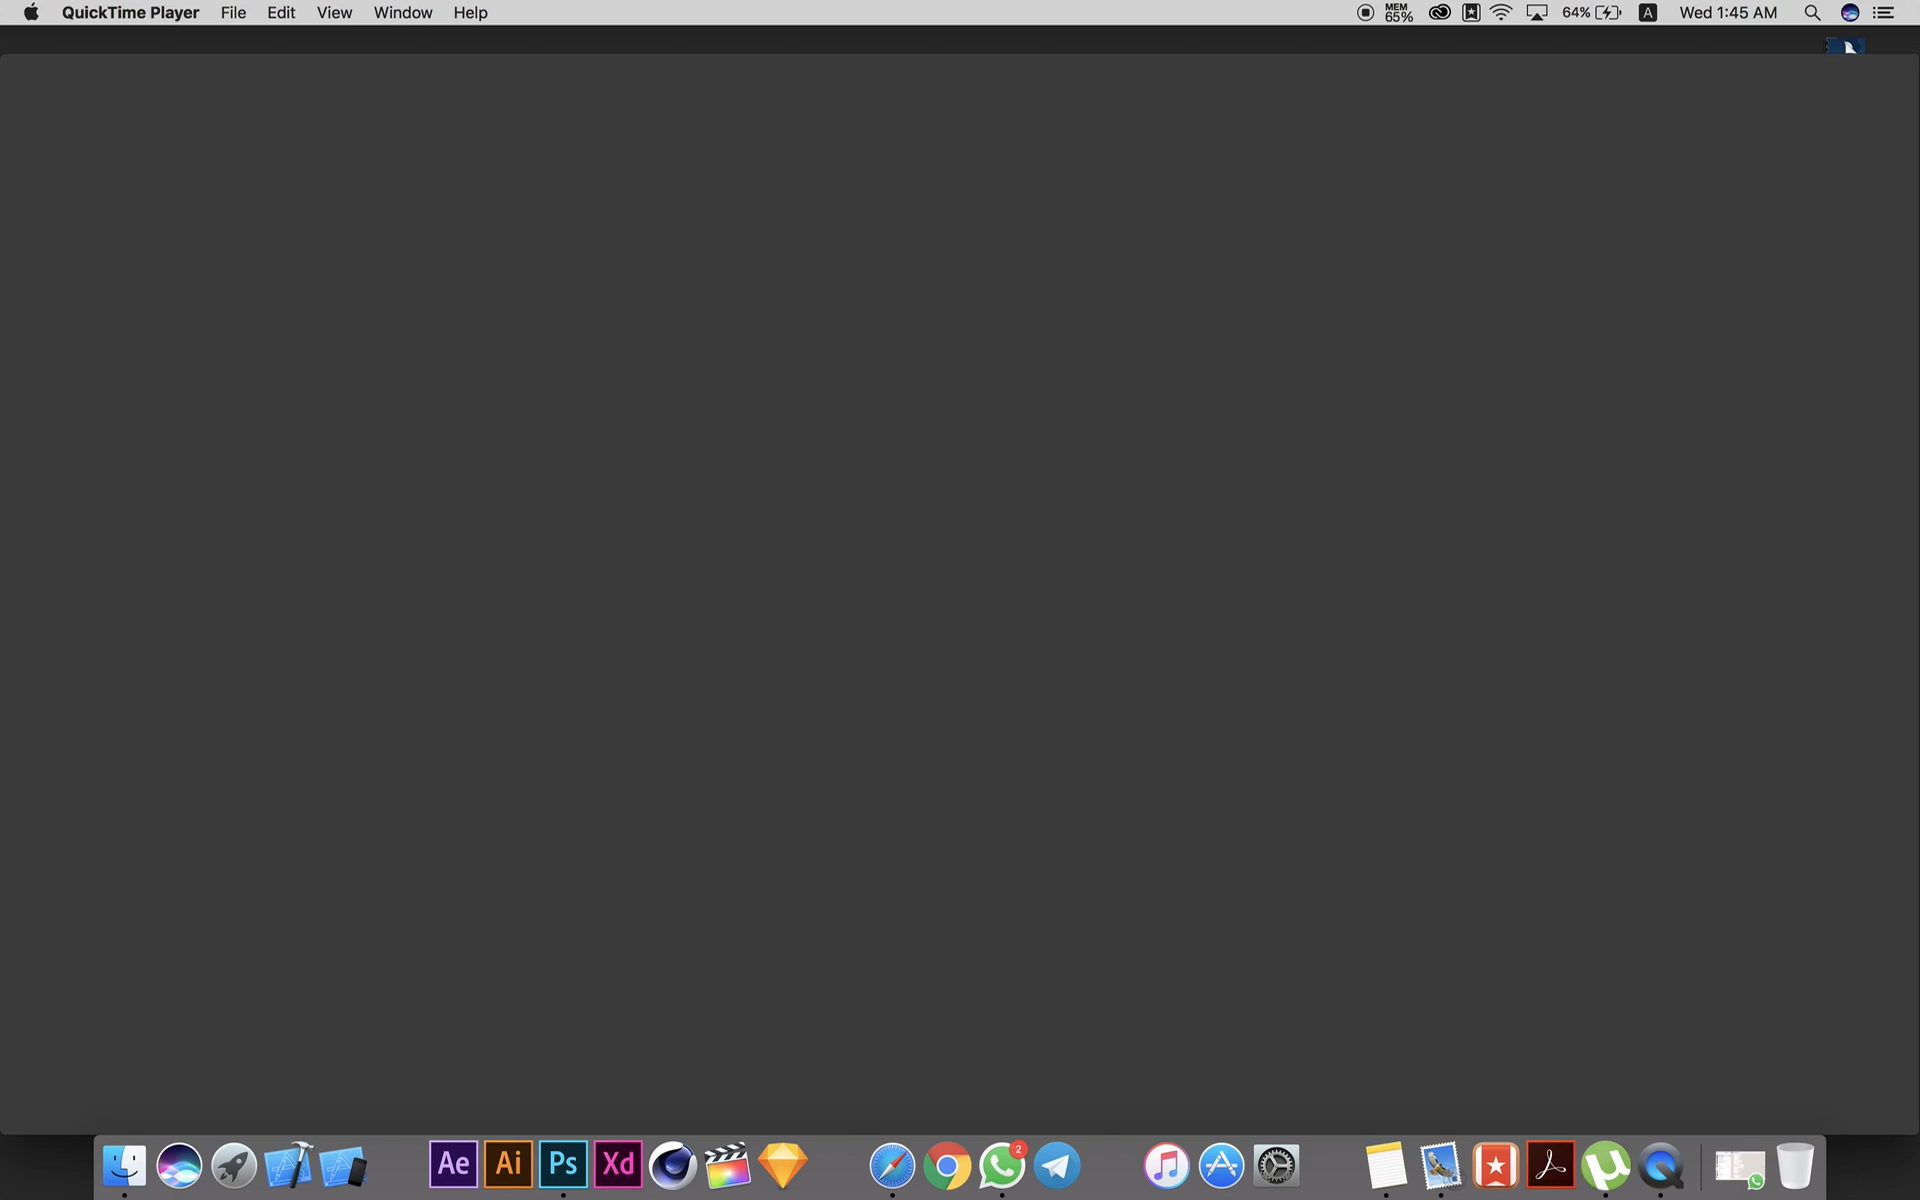 QuickTime Player File Edit View Window Help MEM 65% 64% A Wed 1:45 AM
Ae Ai Ps Xd 2